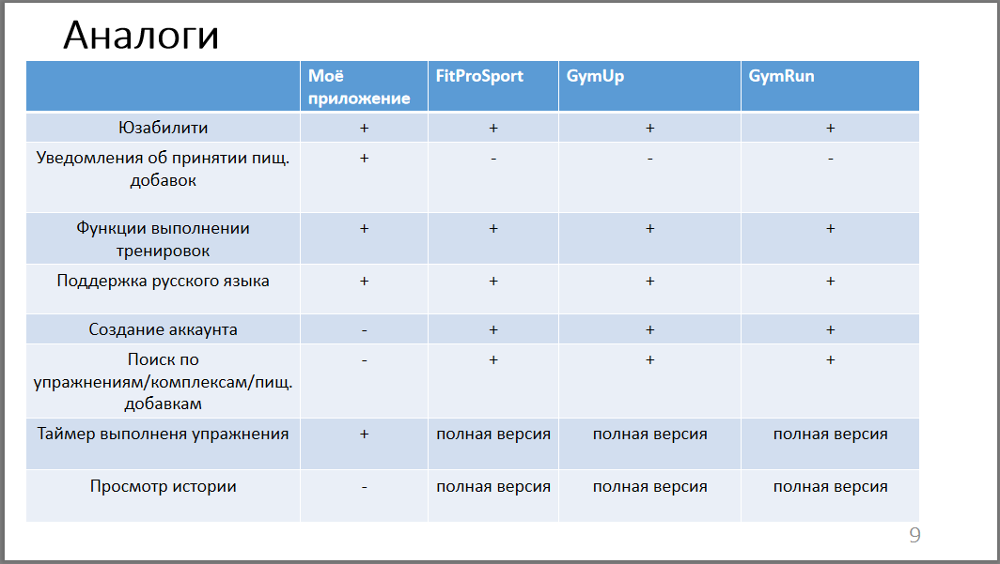 Аналоги
Моё
приложение
FitProSport
GymUp
GymRun
Юзабилити
+
+
+
+
Уведомления об принятии пищ.
добавок
+
-
-
-
Функции выполнении
тренировок
+
+
+
+
Поддержка русского языка
+
+
+
+
Создание аккаунта
-
+
+
+
Поиск по
упражнениям/комплексам/пищ.
добавкам
-
+
+
+
Таймер выполненя упражнения
+
полная версия
полная версия
полная версия
Просмотр истории
-
полная версия
полная версия
полная версия
9